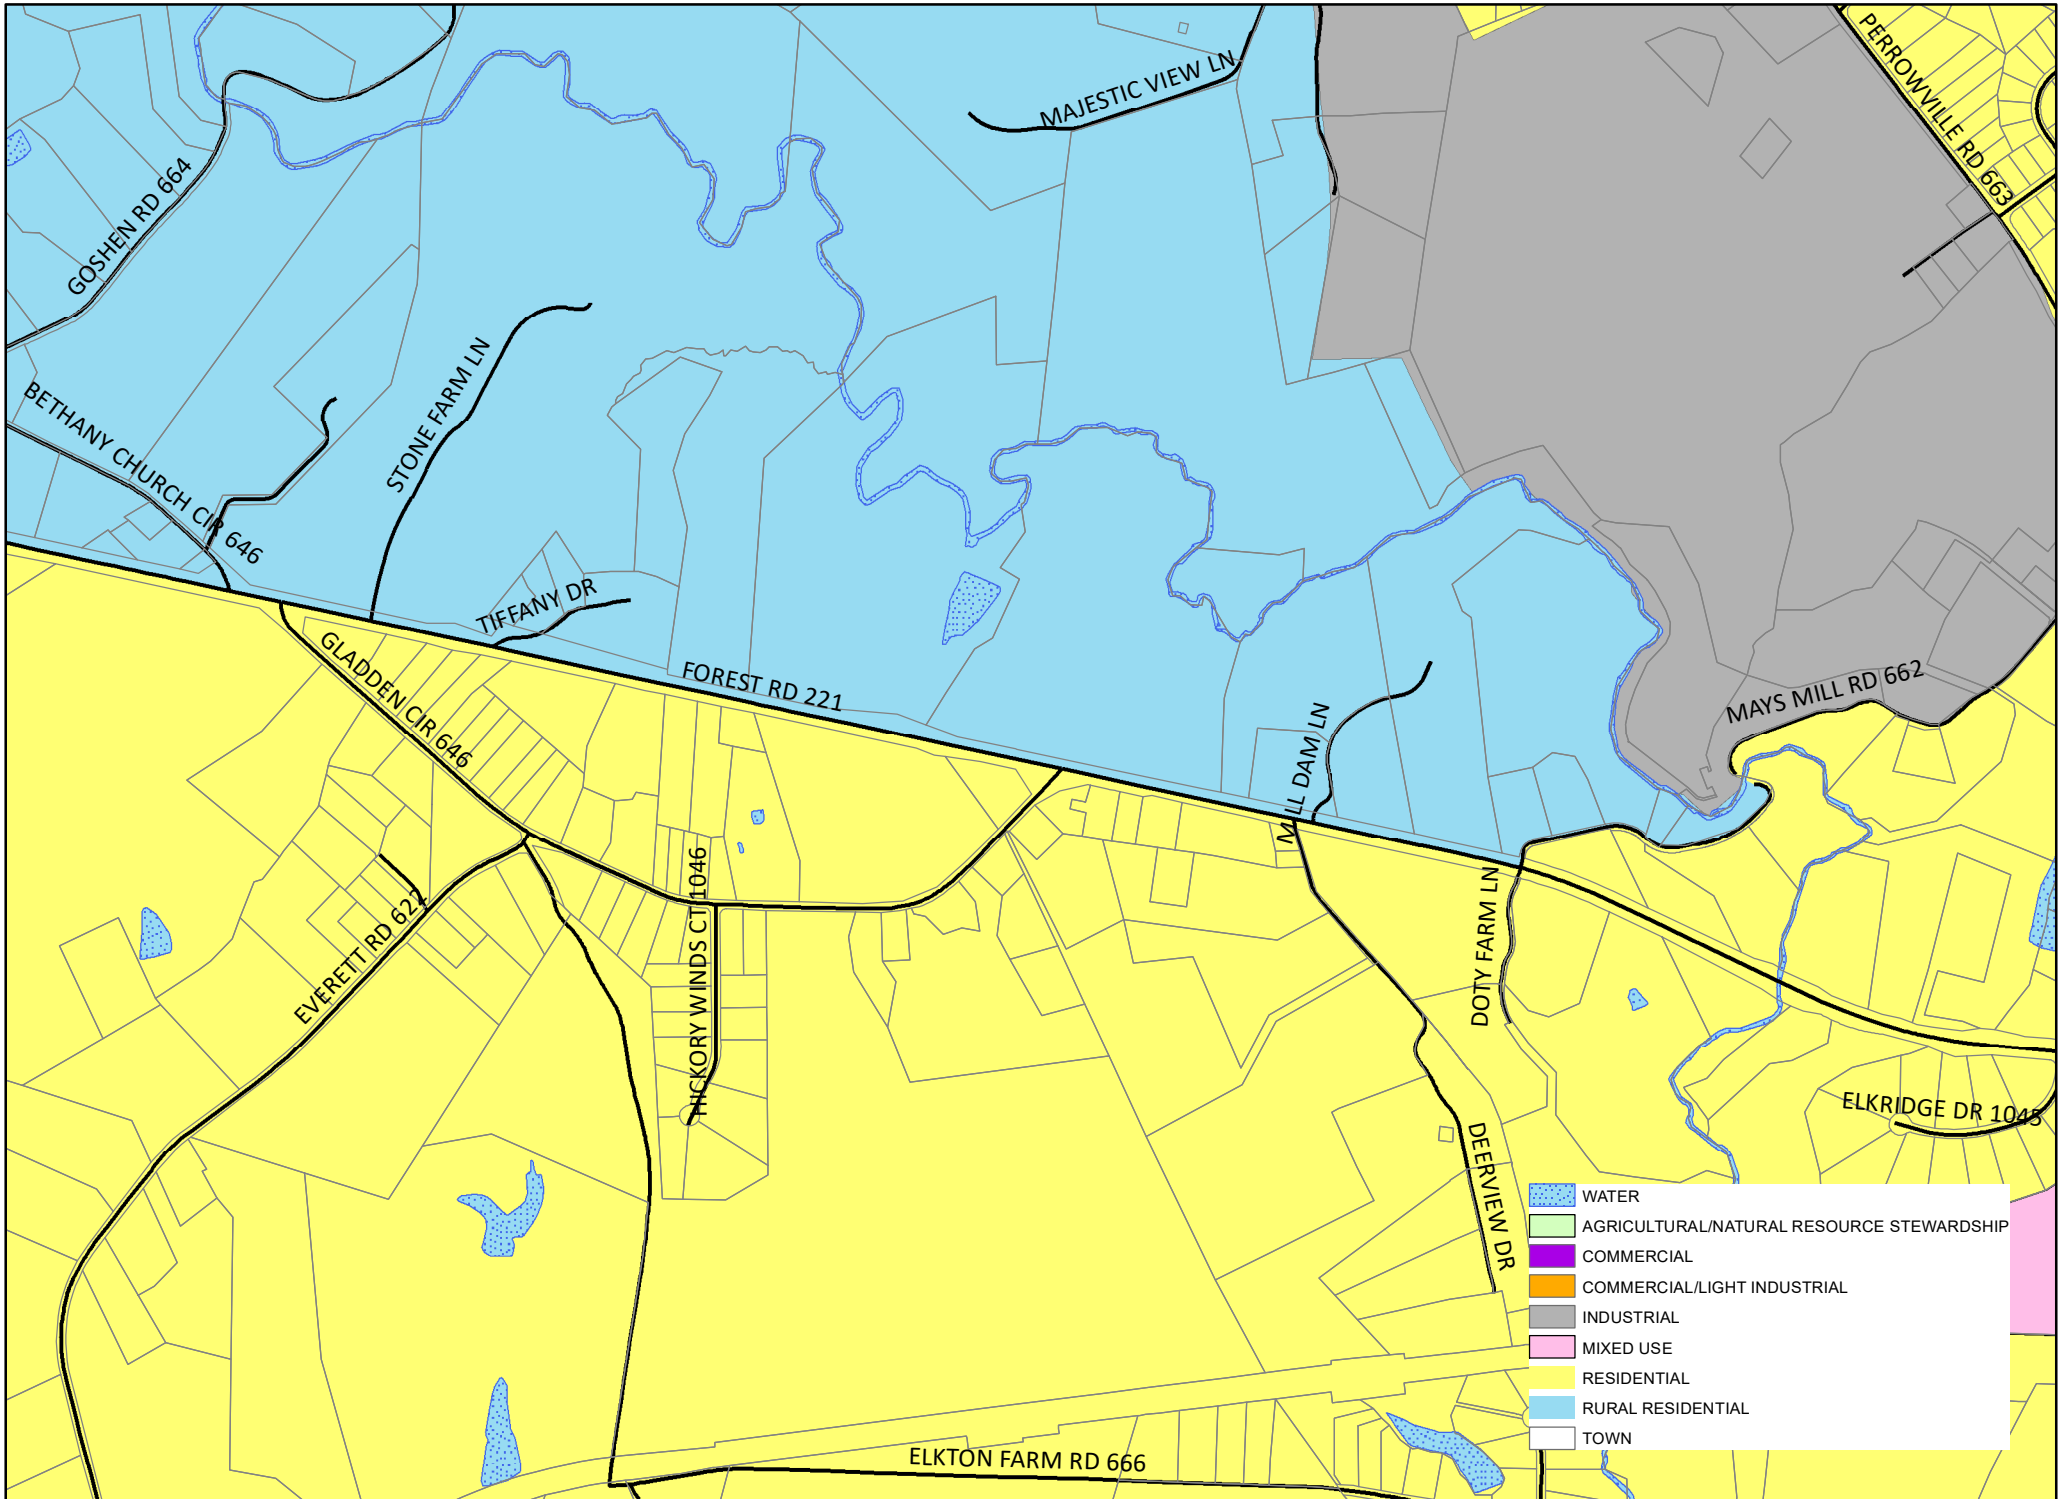 PERROWVILLE RD 663
MAJESTIC VIEW LN
GOSHEN RD 664
STONE FARM LN
BETHANY CHURCH CIR 646
TIFFANY DR
GLADDEN CIR 646
FOREST RD 221
MAYS MILL RD 662
MILL DAM LN
HICKORY WINDS CT 1046
EVERETT RD 622
DOTY FARM LN
ELKRIDGE DR 1045
DEERVIEW DR
ELKTON FARM RD 666
WATER
AGRICULTURAL/NATURAL RESOURCE STEWARDSHIP
COMMERCIAL
COMMERCIAL/LIGHT INDUSTRIAL
INDUSTRIAL
MIXED USE
RESIDENTIAL
RURAL RESIDENTIAL
TOWN